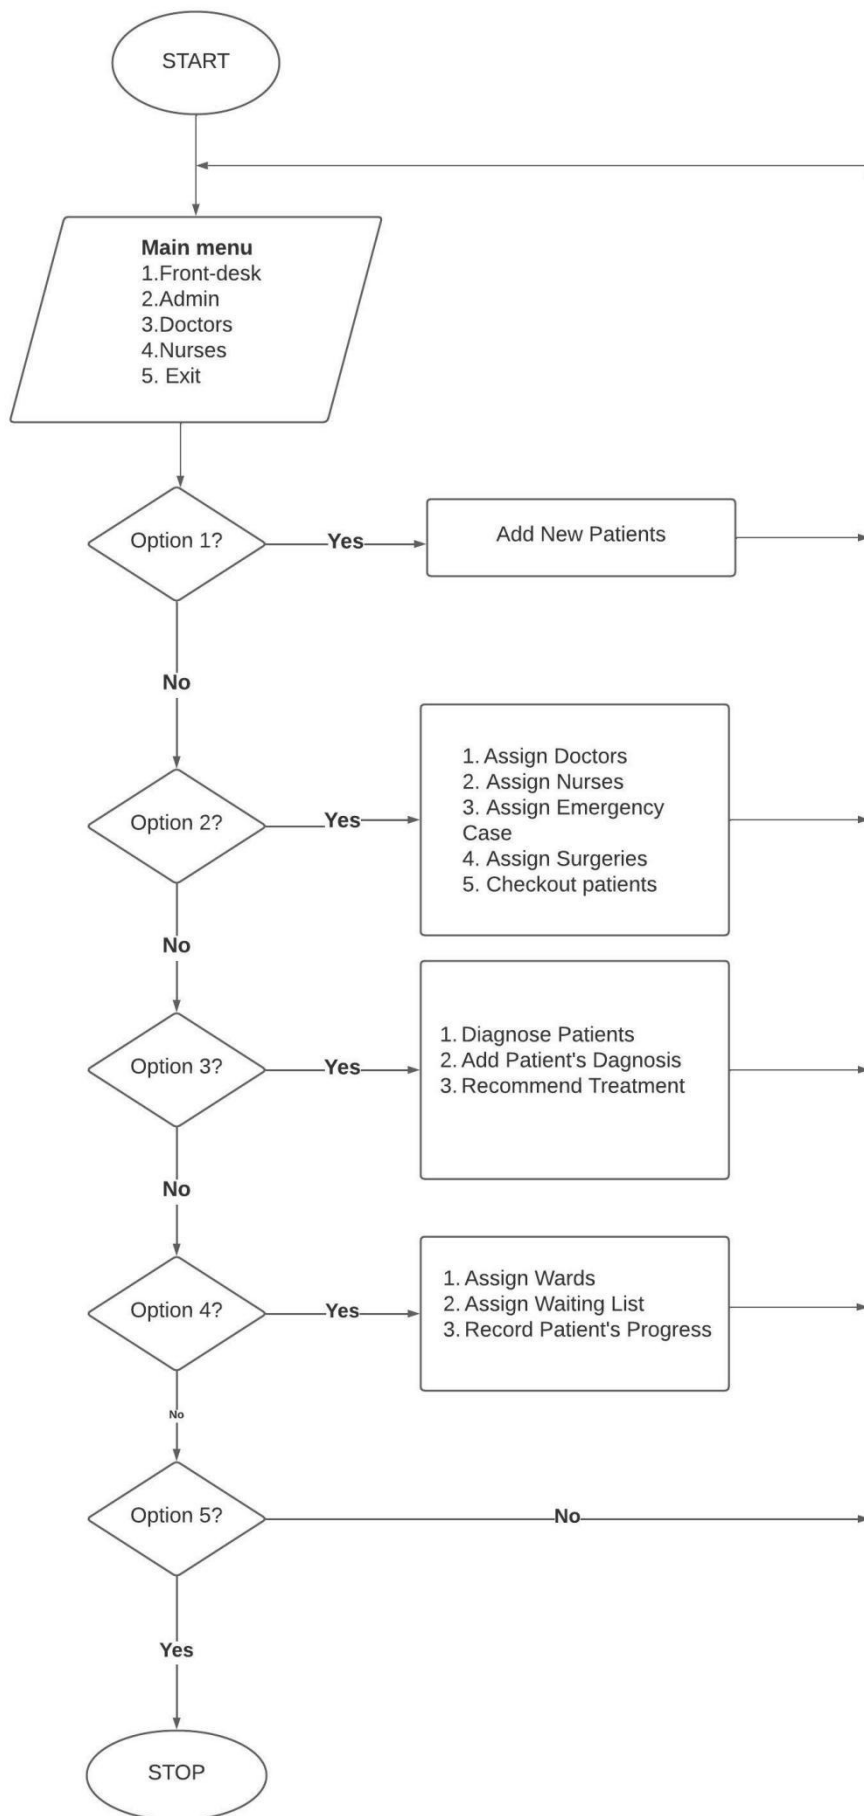 START
Main menu
1.Front-desk
2.Admin
3.Doctors
4.Nurses
5. Exit
Option 1?
Yes
Add New Patients
No
Option 2?
Yes
1. Assign Doctors
2. Assign Nurses
3. Assign Emergency
Case
4. Assign Surgeries
5. Checkout patients
No
Option 3?
Yes
1. Diagnose Patients
2. Add Patient's Dagnosis
3. Recommend Treatment
No
Option 4?
Yes
1. Assign Wards
2. Assign Waiting List
3. Record Patient's Progress
No
Option 5?
No
Yes
STOP